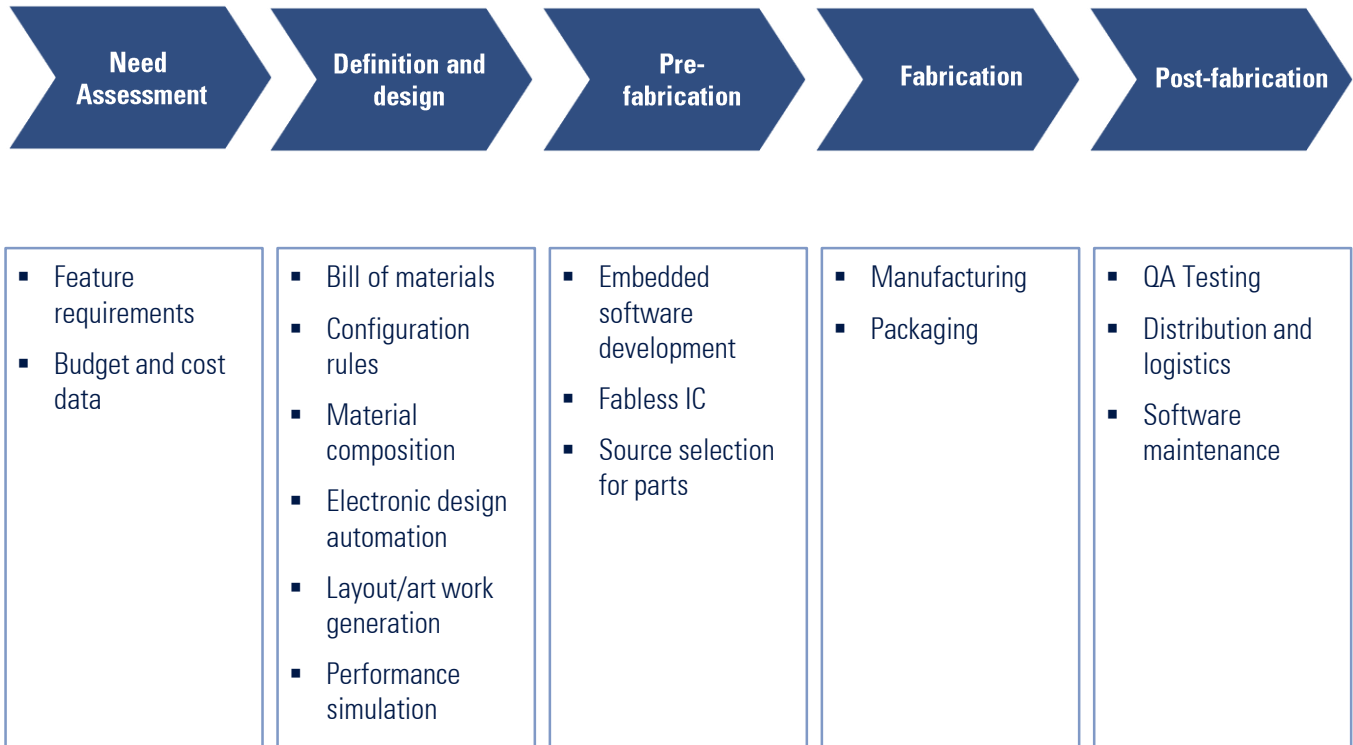 Need
Assessment
Definition and
design
Pre-
fabrication
Fabrication
Post-fabrication
▪ Feature
requirements
▪ Budget and cost
data
▪ Bill of materials
▪ Configuration
rules
▪ Material
composition
▪ Electronic design
automation
▪ Layout/art work
generation
▪ Performance
simulation
▪ Embedded
software
development
▪ Fabless IC
▪ Source selection
for parts
▪ Manufacturing
▪ Packaging
▪ QA Testing
▪ Distribution and
logistics
▪ Software
maintenance